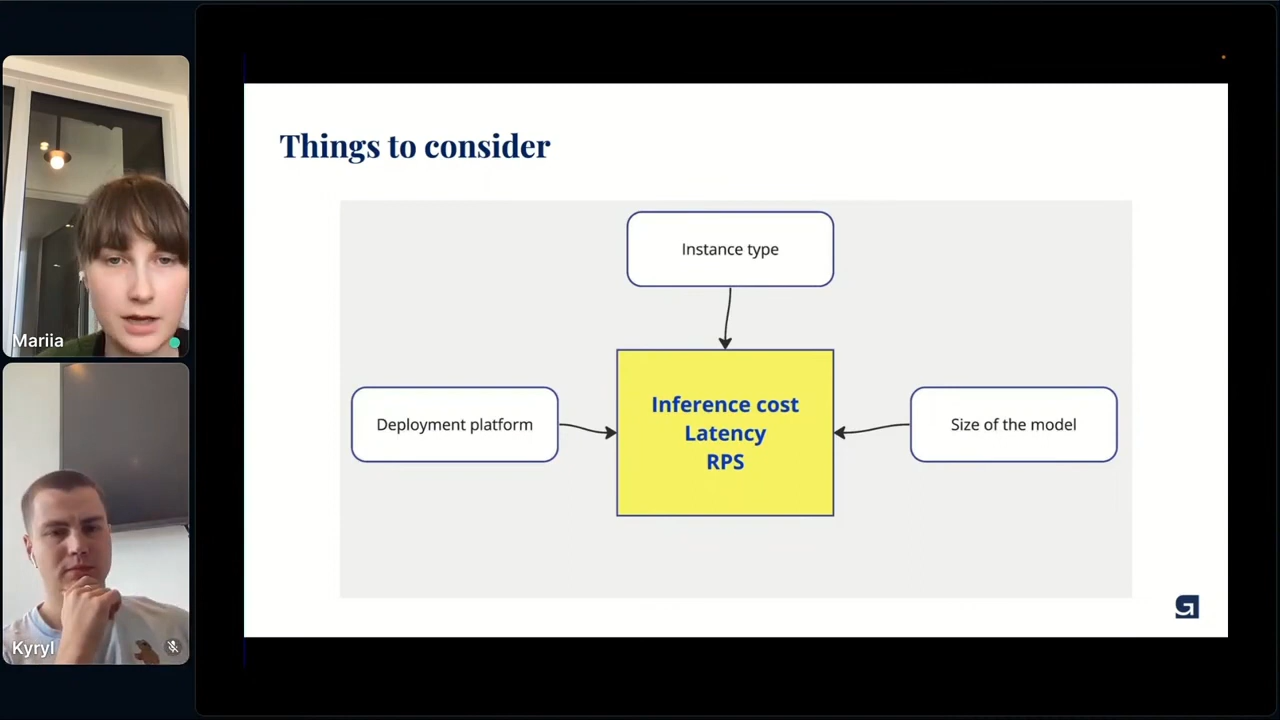 Things to consider
Instance type
Deployment platform
Inference cost
Latency
RPS
Size of the model
Mariia
Kyryl